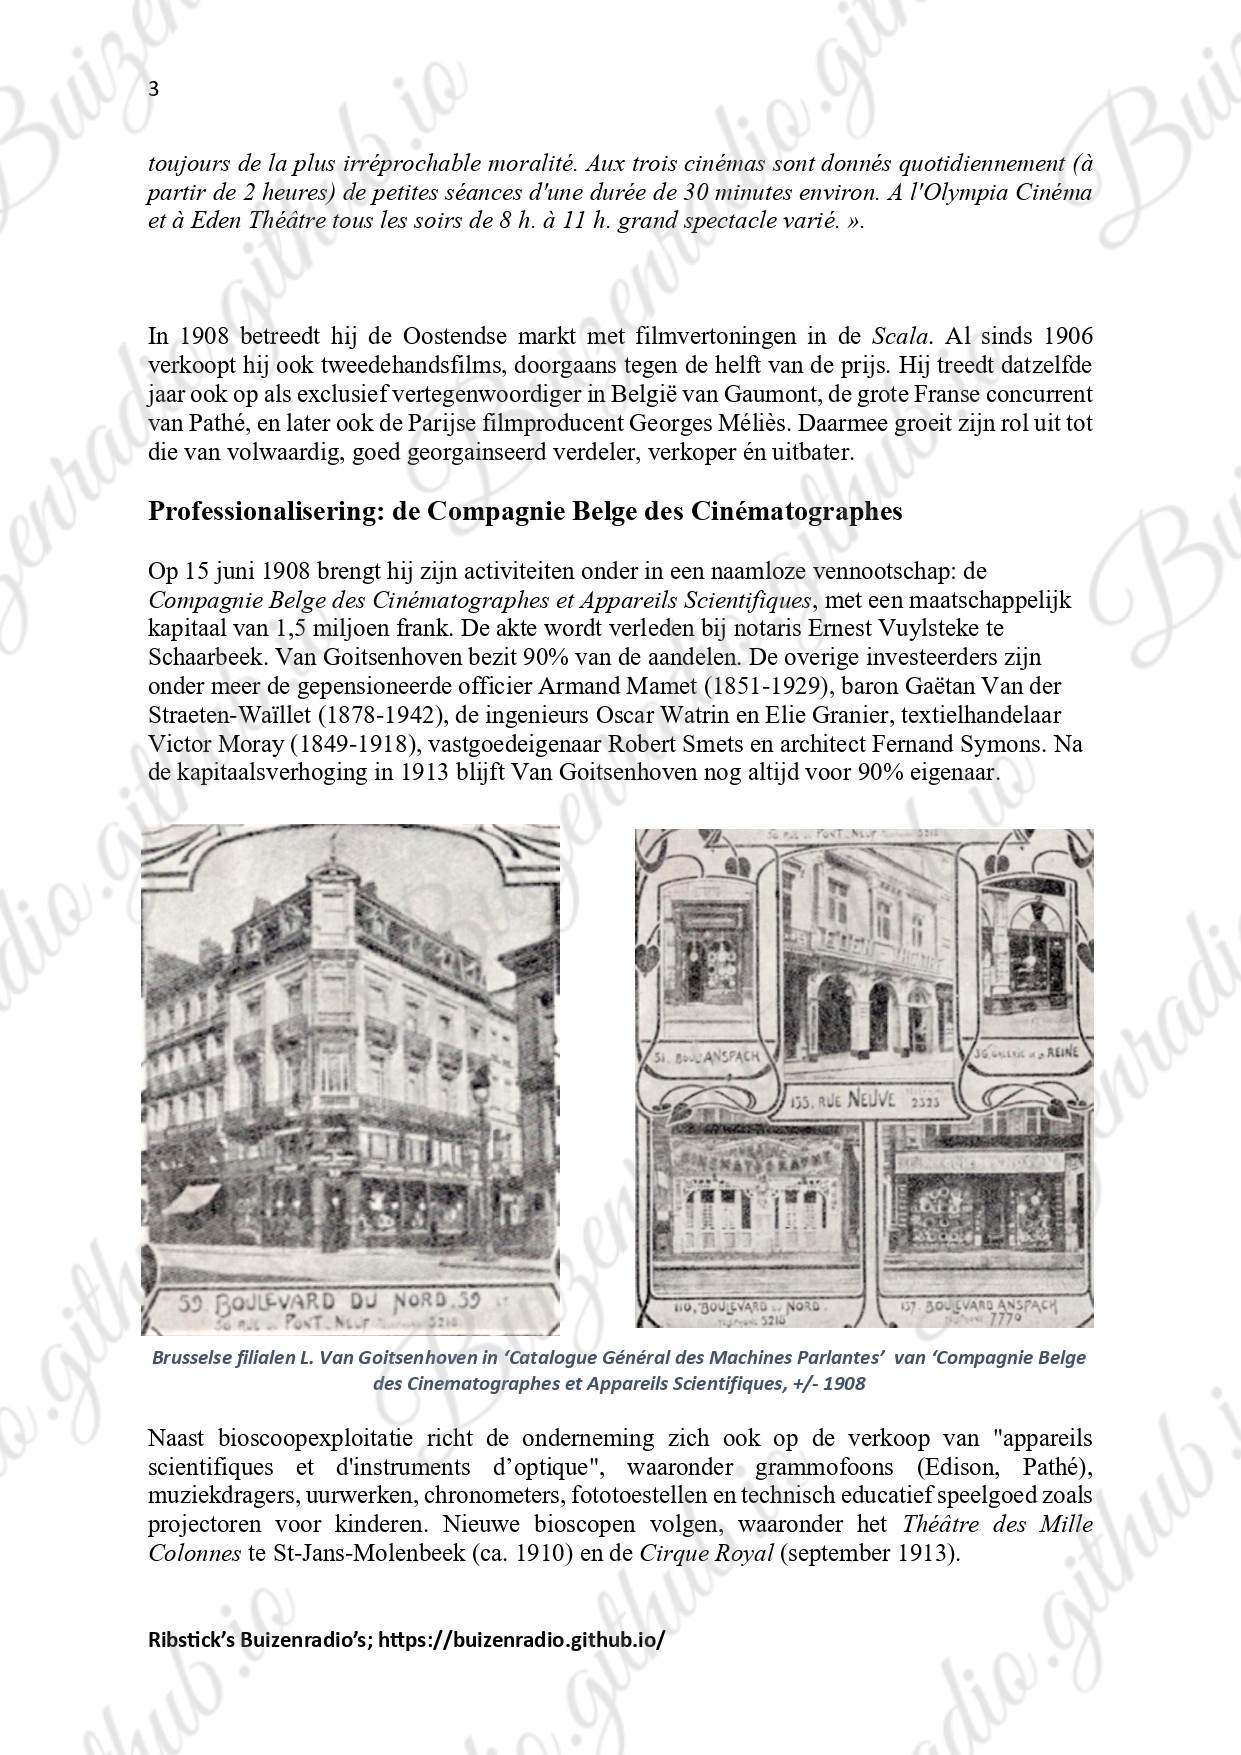 3
toujours de la plus irréprochable moralité. Aux trois cinémas sont donnés quotidiennement (à
partir de 2 heures) de petites séances d'une durée de 30 minutes environ. A l'Olympia Cinéma
et à Eden Théâtre tous les soirs de 8 h. à 11 h. grand spectacle varié. ».
In 1908 betreedt hij de Oostendse markt met filmvertoningen in de Scala. Al sinds 1906
verkoopt hij ook tweedehandsfilms, doorgaans tegen de helft van de prijs. Hij treedt datzelfde
jaar ook op als exclusief vertegenwoordiger in België van Gaumont, de grote Franse concurrent
van Pathé, en later ook de Parijse filmproducent Georges Méliès. Daarmee groeit zijn rol uit tot
die van volwaardig, goed georgainseerd verdeler, verkoper én uitbater.
Professionalisering: de Compagnie Belge des Cinématographes
Op 15 juni 1908 brengt hij zijn activiteiten onder in een naamloze vennootschap: de
Compagnie Belge des Cinématographes et Appareils Scientifiques, met een maatschappelijk
kapitaal van 1,5 miljoen frank. De akte wordt verleden bij notaris Ernest Vuylsteke te
Schaarbeek. Van Goitsenhoven bezit 90% van de aandelen. De overige investeerders zijn
onder meer de gepensioneerde officier Armand Mamet (1851-1929), baron Gaëtan Van der
Straeten-Waïllet (1878-1942), de ingenieurs Oscar Watrin en Elie Granier, textielhandelaar
Victor Moray (1849-1918), vastgoedeigenaar Robert Smets en architect Fernand Symons. Na
de kapitaalsverhoging in 1913 blijft Van Goitsenhoven nog altijd voor 90% eigenaar.
59. BOULEVARD DU NORD. 59 ET
56 RUE DU PONT-NEUF TELEPHONE 5218
56 RUE DU PONT-NEUF TELEPHONE 5218
51. BOUL. ANSPACH
36 GALERIE DE LA REINE
155, RUE NEUVE
2325
CINEMATOGRAPHE
110, BOULEVARD DU NORD.
TELEPHONE 5218
157. BOULEVARD ANSPACH
TELEPHONE 7770
Brusselse filialen L. Van Goitsenhoven in ‘Catalogue Général des Machines Parlantes’ van ‘Compagnie Belge
des Cinematographes et Appareils Scientifiques, +/- 1908
Naast bioscoopexploitatie richt de onderneming zich ook op de verkoop van "appareils
scientifiques et d'instruments d’optique", waaronder grammofoons (Edison, Pathé),
muziekdragers, uurwerken, chronometers, fototoestellen en technisch educatief speelgoed zoals
projectoren voor kinderen. Nieuwe bioscopen volgen, waaronder het Théâtre des Mille
Colonnes te St-Jans-Molenbeek (ca. 1910) en de Cirque Royal (september 1913).
Ribstick’s Buizenradio’s; https://buizenradio.github.io/
Buizenradio.github.io